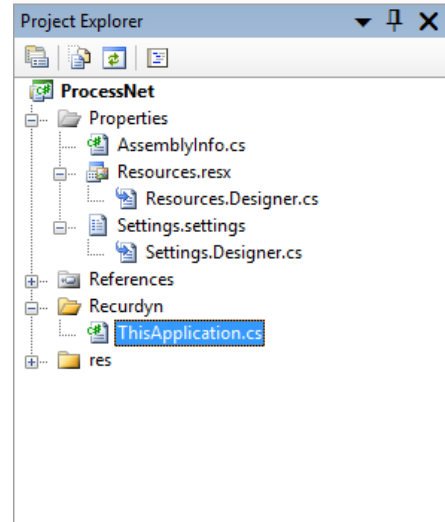 Project Explorer
ProcessNet
Properties
AssemblyInfo.cs
Resources.resx
Resources.Designer.cs
Settings.settings
Settings.Designer.cs
References
Recurdyn
ThisApplication.cs
res